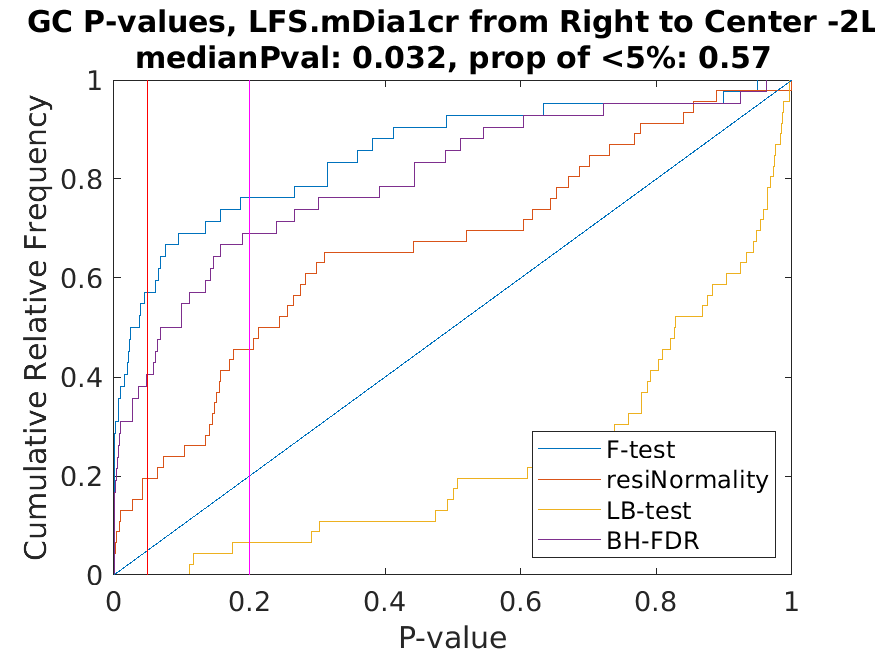 GC P-values, LFS.mDia1cr from Right to Center -2L
medianPval: 0.032, prop of <5%: 0.57
Cumulative Relative Frequency
1
0.8
0.6
0.4
0.2
0
0 0.2 0.4 0.6 0.8 1
P-value
F-test
resiNormality
LB-test
BH-FDR